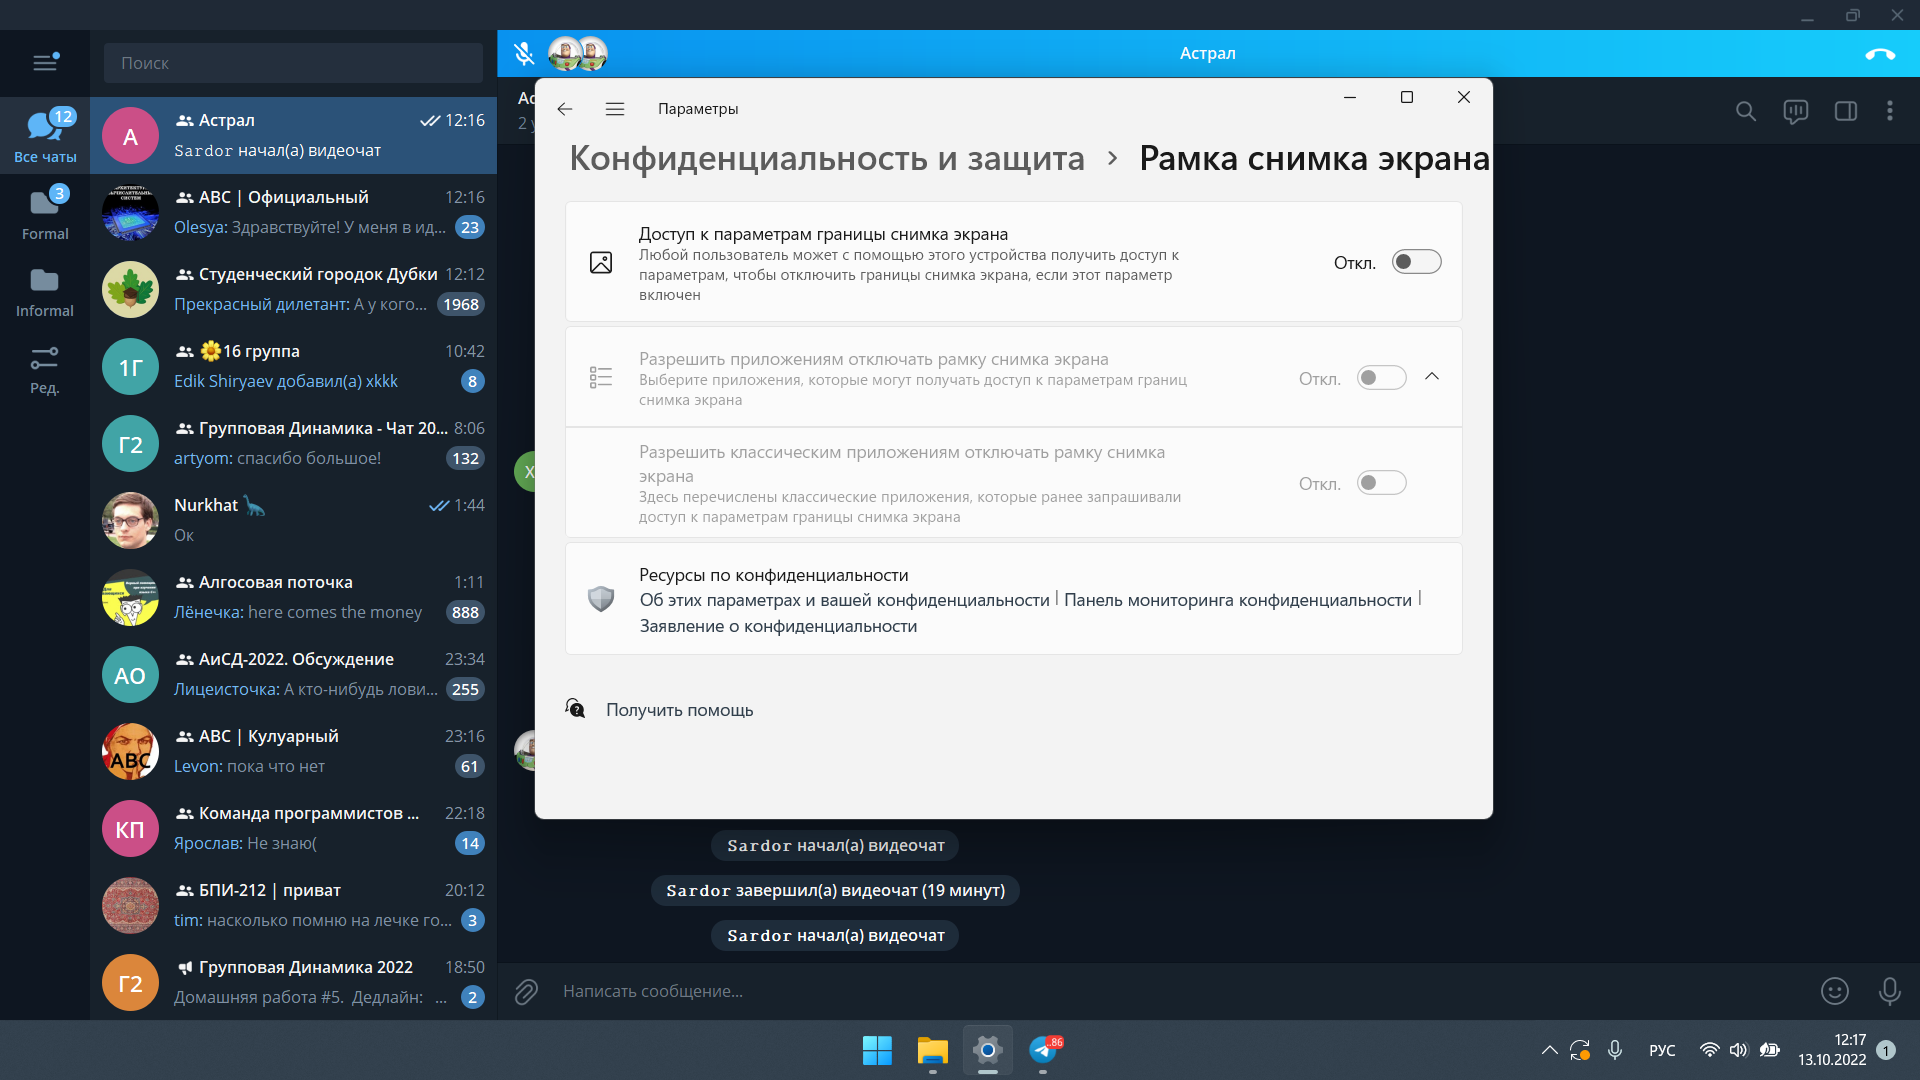 Поиск
Астрал
12
Все чаты
3
Formal
Informal
Ред.
А
Астрал
12:16
Sardor начал(а) видеочат
АВС | Официальный
12:16
Olesya: Здравствуйте! У меня в ид...
23
Студенческий городок Дубки
12:12
Прекрасный дилетант: А у кого...
1968
1Г
🌼16 группа
10:42
Edik Shiryaev добавил(а) xkkk
8
Г2
Групповая Динамика - Чат 20...
8:06
artyom: спасибо большое!
132
Nurkhat 🦕
1:44
Ок
Алгосовая поточка
1:11
Лёнечка: here comes the money
888
АО
АиСД-2022. Обсуждение
23:34
Лицеисточка: А кто-нибудь лови...
255
АВС
АВС | Кулуарный
23:16
Levon: пока что нет
61
КП
Команда программистов ...
22:18
Ярослав: Не знаю(
14
БПИ-212 | приват
20:12
tim: насколько помню на лечке го...
3
Г2
Групповая Динамика 2022
18:50
Домашняя работа #5. Дедлайн: ...
2
Ас
2 у
X
Параметры
Конфиденциальность и защита > Рамка снимка экрана
Доступ к параметрам границы снимка экрана
Любой пользователь может с помощью этого устройства получить доступ к
параметрам, чтобы отключить границы снимка экрана, если этот параметр
включен
Откл.
Разрешить приложениям отключать рамку снимка экрана
Выберите приложения, которые могут получать доступ к параметрам границ
снимка экрана
Откл.
Разрешить классическим приложениям отключать рамку снимка
экрана
Здесь перечислены классические приложения, которые ранее запрашивали
доступ к параметрам границы снимка экрана
Откл.
Ресурсы по конфиденциальности
Об этих параметрах и вашей конфиденциальности | Панель мониторинга конфиденциальности |
Заявление о конфиденциальности
Получить помощь
Sardor начал(а) видеочат
Sardor завершил(а) видеочат (19 минут)
Sardor начал(а) видеочат
Написать сообщение...
..86
РУС
12:17
13.10.2022
1